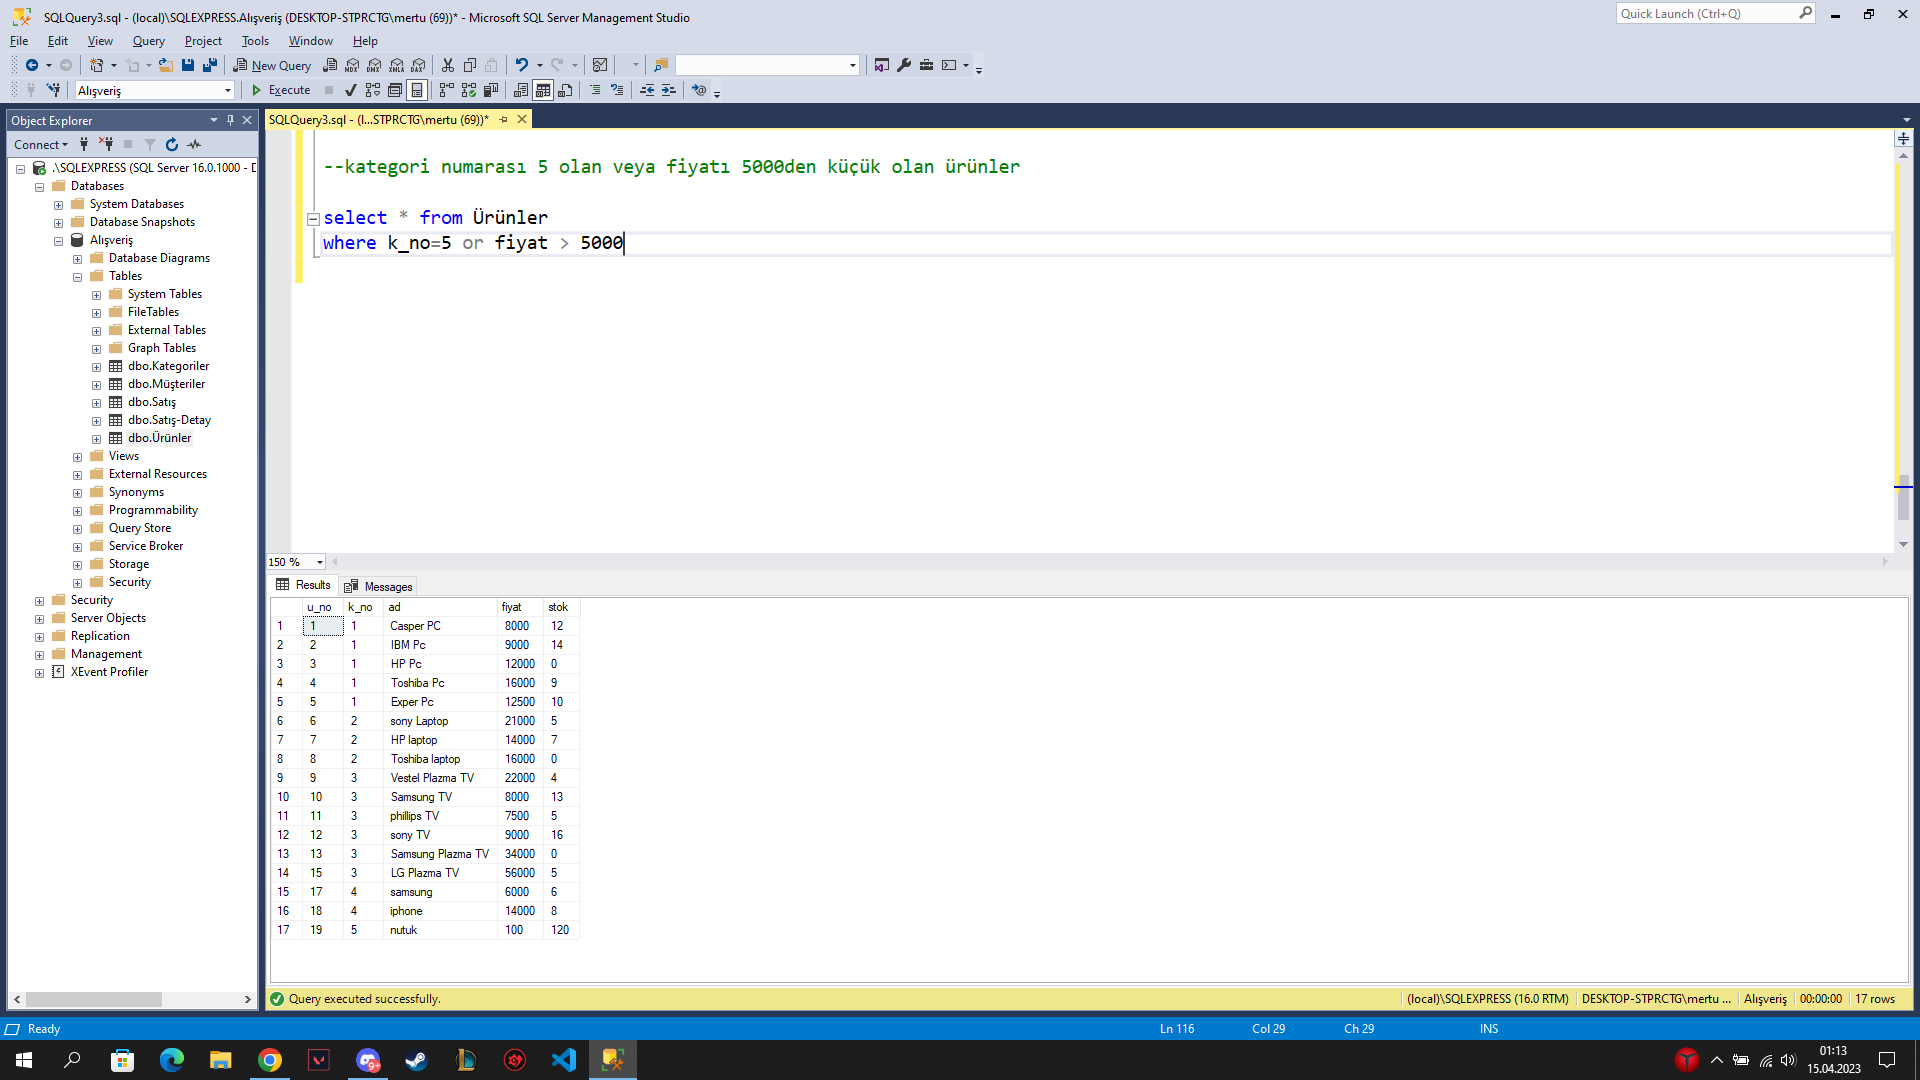 SQLQuery3.sql - (local)\SQLEXPRESS.Alışveriş (DESKTOP-STPRCTG\mertu (69))* - Microsoft SQL Server Management Studio
Quick Launch (Ctrl+Q)
File Edit View Query Project Tools Window Help
New Query
MDX DMX XMLA DAX
Alışveriş
Execute
Object Explorer
SQLQuery3.sql - (l...STPRCTG\mertu (69))*
Connect
.\SQLEXPRESS (SQL Server 16.0.1000 - D
Databases
System Databases
Database Snapshots
Alışveriş
Database Diagrams
Tables
System Tables
FileTables
External Tables
Graph Tables
dbo.Kategoriler
dbo.Müşteriler
dbo.Satış
dbo.Satış-Detay
dbo.Ürünler
Views
External Resources
Synonyms
Programmability
Query Store
Service Broker
Storage
Security
Security
Server Objects
Replication
Management
XEvent Profiler
--kategori numarası 5 olan veya fiyatı 5000den küçük olan ürünler
select * from Ürünler
where k_no=5 or fiyat > 5000
150 %
Results Messages
u_no k_no ad fiyat stok
1 1 1 Casper PC 8000 12
2 2 1 IBM Pc 9000 14
3 3 1 HP Pc 12000 0
4 4 1 Toshiba Pc 16000 9
5 5 1 Exper Pc 12500 10
6 6 2 sony Laptop 21000 5
7 7 2 HP laptop 14000 7
8 8 2 Toshiba laptop 16000 0
9 9 3 Vestel Plazma TV 22000 4
10 10 3 Samsung TV 8000 13
11 11 3 phillips TV 7500 5
12 12 3 sony TV 9000 16
13 13 3 Samsung Plazma TV 34000 0
14 15 3 LG Plazma TV 56000 5
15 17 4 samsung 6000 6
16 18 4 iphone 14000 8
17 19 5 nutuk 100 120
Query executed successfully.
(local)\SQLEXPRESS (16.0 RTM) DESKTOP-STPRCTG\mertu ... Alışveriş 00:00:00 17 rows
Ready
Ln 116 Col 29 Ch 29 INS
9+
01:13
15.04.2023